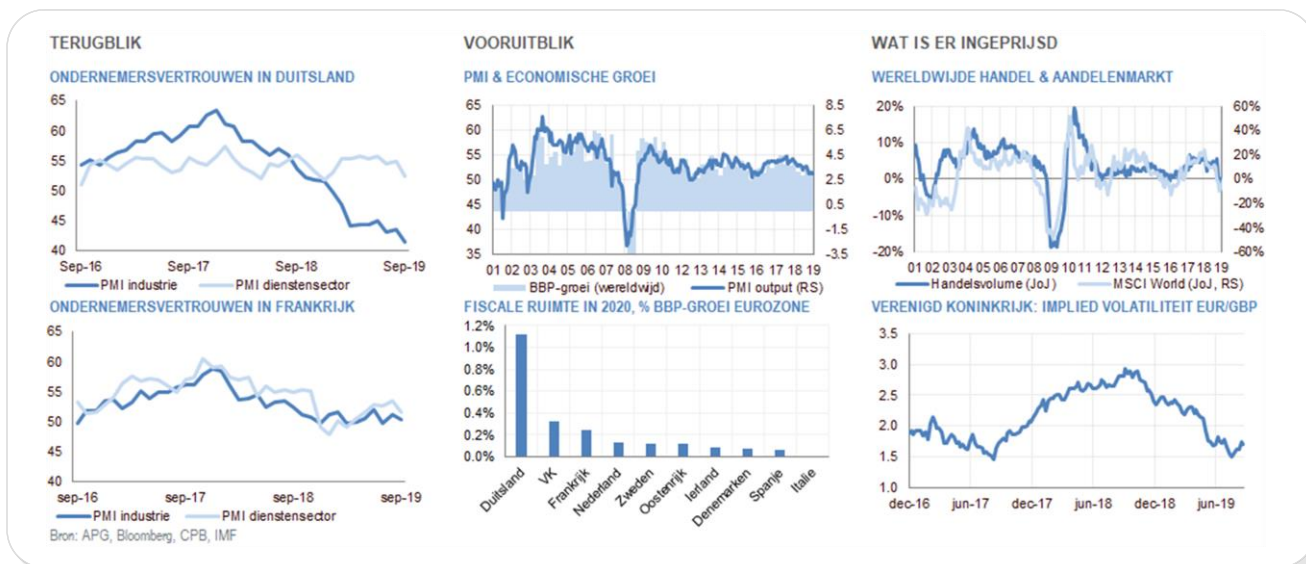 TERUGBLIK
ONDERNEMERSVERTROUWEN IN DUITSLAND
65
60
55
50
45
40
Sep-16 Sep-17 Sep-18 Sep-19
PMI industrie PMI dienstensector
ONDERNEMERSVERTROUWEN IN FRANKRIJK
65
60
55
50
45
40
sep-16 sep-17 sep-18 sep-19
PMI industrie PMI dienstensector
Bron: APG, Bloomberg, CPB, IMF
VOORUITBLIK
PMI & ECONOMISCHE GROEI
65 8.5
60 6.5
55 4.5
50 2.5
45 0.5
40 -1.5
35 -3.5
01 02 03 04 05 06 07 08 09 10 11 12 13 14 15 16 17 18 19
BBP-groei (wereldwijd) PMI output (RS)
FISCALE RUIMTE IN 2020, % BBP-GROEI EUROZONE
1.2%
1.0%
0.8%
0.6%
0.4%
0.2%
0.0%
Duitsland VK Frankrijk Nederland Zweden Oostenrijk Ierland Denemarken Spanje Italie
WAT IS ER INGEPRIJSD
WERELDWIJDE HANDEL & AANDELENMARKT
20% 60%
40%
10% 20%
0% 0%
-10% -20%
-40%
-20% -60%
01 02 03 04 05 06 07 08 09 10 11 12 13 14 15 16 17 18 19
Handelsvolume (JoJ) MSCI World (JoJ, RS)
VERENIGD KONINKRIJK: IMPLIED VOLATILITEIT EUR/GBP
3.5
3.0
2.5
2.0
1.5
1.0
dec-16 jun-17 dec-17 jun-18 dec-18 jun-19